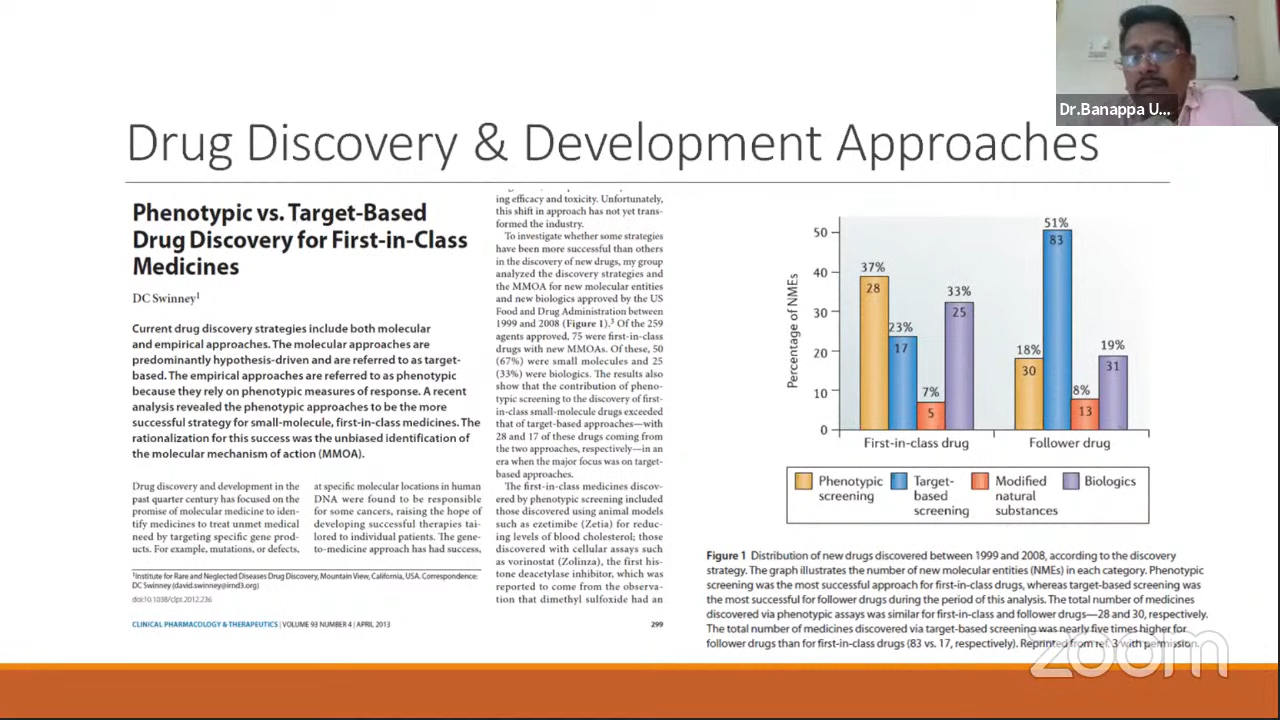 Dr.Banappa U...
Drug Discovery & Development Approaches
Phenotypic vs. Target-Based
Drug Discovery for First-in-Class
Medicines
DC Swinney1
Current drug discovery strategies include both molecular
and empirical approaches. The molecular approaches are
predominantly hypothesis-driven and are referred to as target-
based. The empirical approaches are referred to as phenotypic
because they rely on phenotypic measures of response. A recent
analysis revealed the phenotypic approaches to be the more
successful strategy for small-molecule, first-in-class medicines. The
rationalization for this success was the unbiased identification of
the molecular mechanism of action (MMOA).
Drug discovery and development in the
past quarter century has focused on the
promise of molecular medicine to iden-
tify medicines to treat unmet medical
need by targeting specific gene prod-
ucts. For example, mutations, or defects,
at specific molecular locations in human
DNA were found to be responsible
for some cancers, raising the hope of
developing successful therapies tai-
lored to individual patients. The gene-
to-medicine approach has had success,
1Institute for Rare and Neglected Diseases Drug Discovery, Mountain View, California, USA. Correspondence:
DC Swinney (david.swinney@irnd3.org)
doi:10.1038/clpt.2012.236
CLINICAL PHARMACOLOGY & THERAPEUTICS | VOLUME 93 NUMBER 4 | APRIL 2013
299
ing efficacy and toxicity. Unfortunately,
this shift in approach has not yet trans-
formed the industry.
To investigate whether some strategies
have been more successful than others
in the discovery of new drugs, my group
analyzed the discovery strategies and
the MMOA for new molecular entities
and new biologics approved by the US
Food and Drug Administration between
1999 and 2008 (Figure 1).3 Of the 259
agents approved, 75 were first-in-class
drugs with new MMOAs. Of these, 50
(67%) were small molecules and 25
(33%) were biologics. The results also
show that the contribution of pheno-
typic screening to the discovery of first-
in-class small-molecule drugs exceeded
that of target-based approaches—with
28 and 17 of these drugs coming from
the two approaches, respectively—in an
era when the major focus was on target-
based approaches.
The first-in-class medicines discov-
ered by phenotypic screening included
those discovered using animal models
such as ezetimibe (Zetia) for reduc-
ing levels of blood cholesterol; those
discovered with cellular assays such
as vorinostat (Zolinza), the first his-
tone deacetylase inhibitor, which was
reported to come from the observa-
tion that dimethyl sulfoxide had an
Percentage of NMEs
50
40
30
20
10
0
37%
28
23%
17
7%
5
33%
25
18%
30
51%
83
8%
13
19%
31
First-in-class drug
Follower drug
Phenotypic
screening
Target-
based
screening
Modified
natural
substances
Biologics
Figure 1 Distribution of new drugs discovered between 1999 and 2008, according to the discovery
strategy. The graph illustrates the number of new molecular entities (NMEs) in each category. Phenotypic
screening was the most successful approach for first-in-class drugs, whereas target-based screening was
the most successful for follower drugs during the period of this analysis. The total number of medicines
discovered via phenotypic assays was similar for first-in-class and follower drugs—28 and 30, respectively.
The total number of medicines discovered via target-based screening was nearly five times higher for
follower drugs than for first-in-class drugs (83 vs. 17, respectively). Reprinted from ref. 3 with permission.
zoom